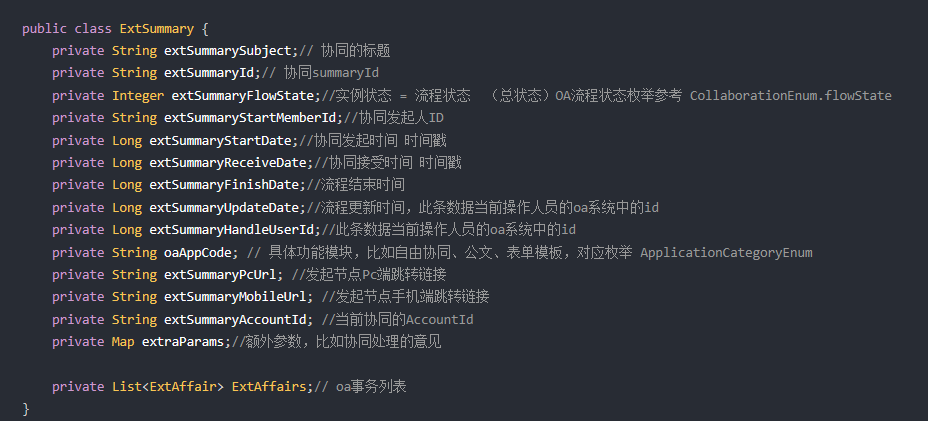 public class ExtSummary {
private String extSummarySubject;// 协同的标题
private String extSummaryId;// 协同summaryId
private Integer extSummaryFlowState;//实例状态 = 流程状态  （总状态）OA流程状态枚举参考 CollaborationEnum.flowState
private String extSummaryStartMemberId;//协同发起人ID
private Long extSummaryStartDate;//协同发起时间 时间戳
private Long extSummaryReceiveDate;//协同接受时间 时间戳
private Long extSummaryFinishDate;//流程结束时间
private Long extSummaryUpdateDate;//流程更新时间，此条数据当前操作人员的oa系统中的id
private Long extSummaryHandleUserId;//此条数据当前操作人员的oa系统中的id
private String oaAppCode; // 具体功能模块，比如自由协同、公文、表单模板，对应枚举 ApplicationCategoryEnum
private String extSummaryPcUrl; //发起节点Pc端跳转链接
private String extSummaryMobileUrl; //发起节点手机端跳转链接
private String extSummaryAccountId; //当前协同的AccountId
private Map extraParams;//额外参数，比如协同处理的意见
private List<ExtAffair> ExtAffairs;// oa事务列表
}